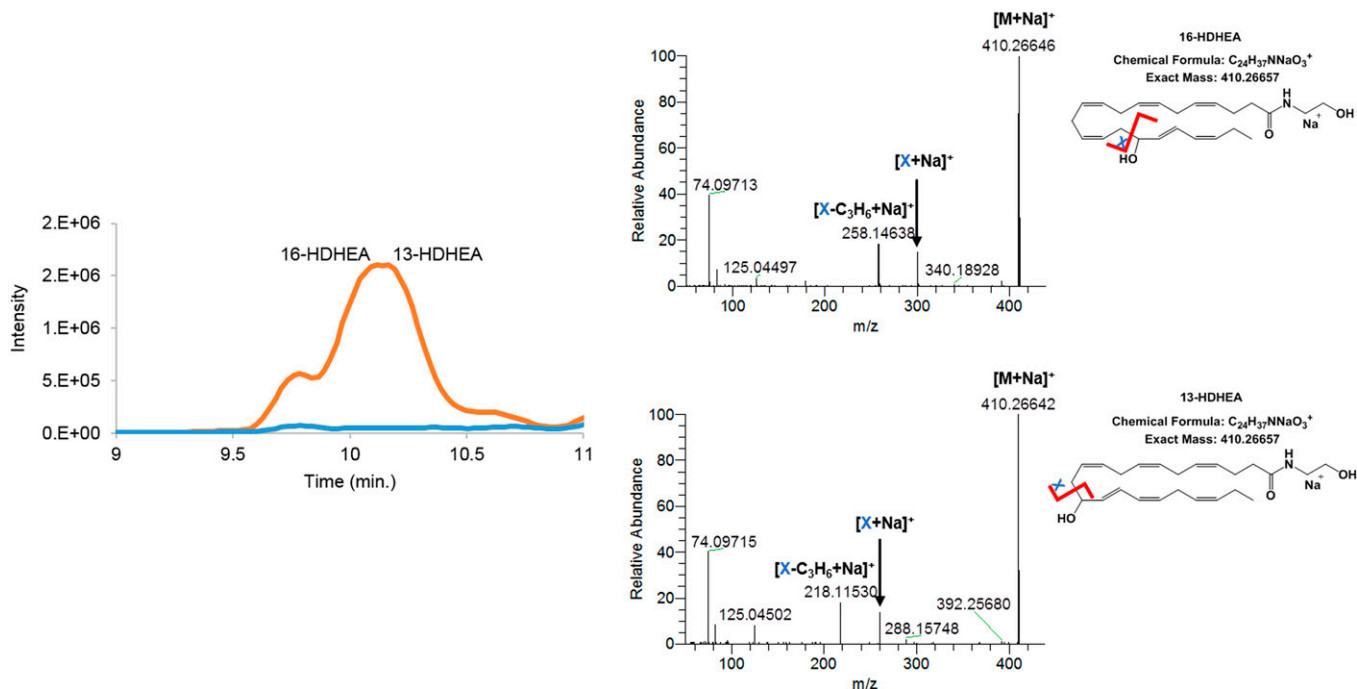 2.E+06
2.E+06
1.E+06
5.E+05
0.E+00
Intensity
16-HDHEA
13-HDHEA
9
9.5
10
10.5
11
Time (min.)
[M+Na]⁺
410.26646
100
80
60
40
20
0
Relative Abundance
74.09713
125.04497
[X-C₃H₆+Na]⁺
258.14638
[X+Na]⁺
340.18928
100
200
300
400
m/z
16-HDHEA
Chemical Formula: C₂₄H₃₇NNaO₃⁺
Exact Mass: 410.26657
H
N
OH
O
Na⁺
X
HO
[M+Na]⁺
410.26642
100
80
60
40
20
0
Relative Abundance
74.09715
125.04502
[X-C₃H₆+Na]⁺
218.11530
[X+Na]⁺
288.15748
392.25680
100
200
300
400
m/z
13-HDHEA
Chemical Formula: C₂₄H₃₇NNaO₃⁺
Exact Mass: 410.26657
H
N
OH
O
Na⁺
X
HO